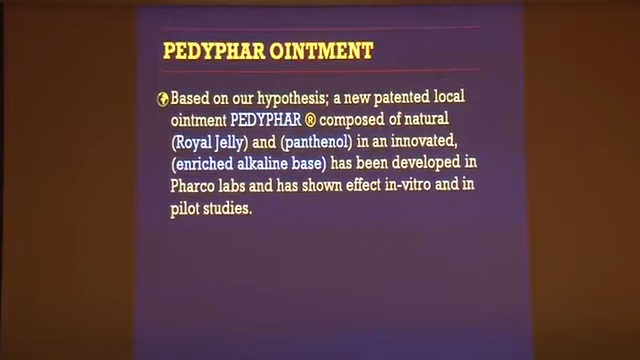 PEDYPHAR OINTMENT
Based on our hypothesis; a new patented local
ointment PEDYPHAR ® composed of natural
(Royal Jelly) and (panthenol) in an innovated,
(enriched alkaline base) has been developed in
Pharco labs and has shown effect in-vitro and in
pilot studies.